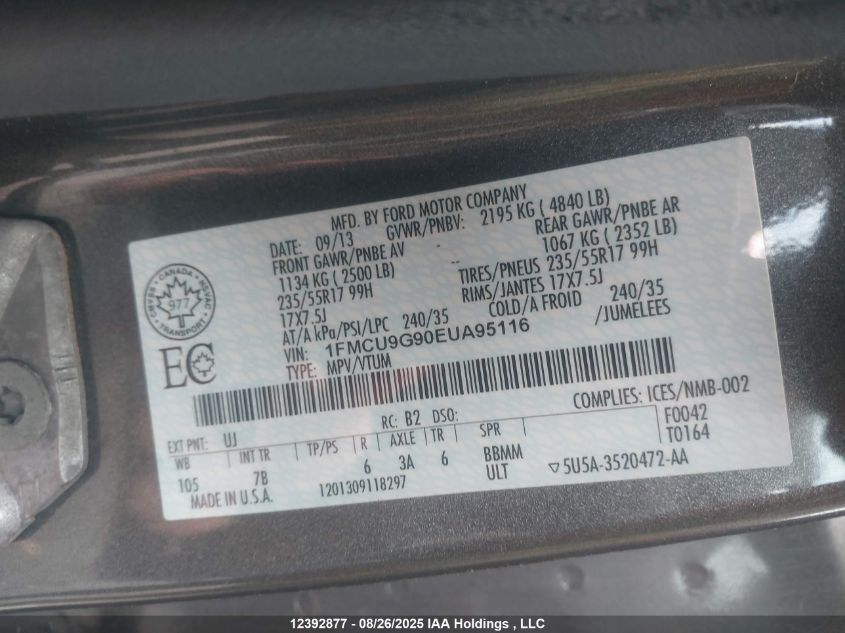 MFD. BY FORD MOTOR COMPANY
DATE: 09/13 GVWR/PNBV: 2195 KG ( 4840 LB)
FRONT GAWR/PNBE AV REAR GAWR/PNBE AR
1134 KG ( 2500 LB) 1067 KG ( 2352 LB)
235/55R17 99H TIRES/PNEUS 235/55R17 99H
17X7.5J RIMS/JANTES 17X7.5J
AT/A kPa/PSI/LPC 240/35 COLD/A FROID 240/35
VIN: 1FMCU9G90EUA95116 /JUMELEES
TYPE: MPV/VTUM
CANADA
977
TRANSPORT
EC
COMPLIES: ICES/NMB-002
RC: B2 DSO: F0042
EXT PNT: UJ T0164
WB INT TR TP/PS R AXLE TR SPR
105 7B 6 3A 6 BBMM
ULT
▽5U5A-3520472-AA
MADE IN U.S.A. 1201309118297
12392877 - 08/26/2025 IAA Holdings , LLC